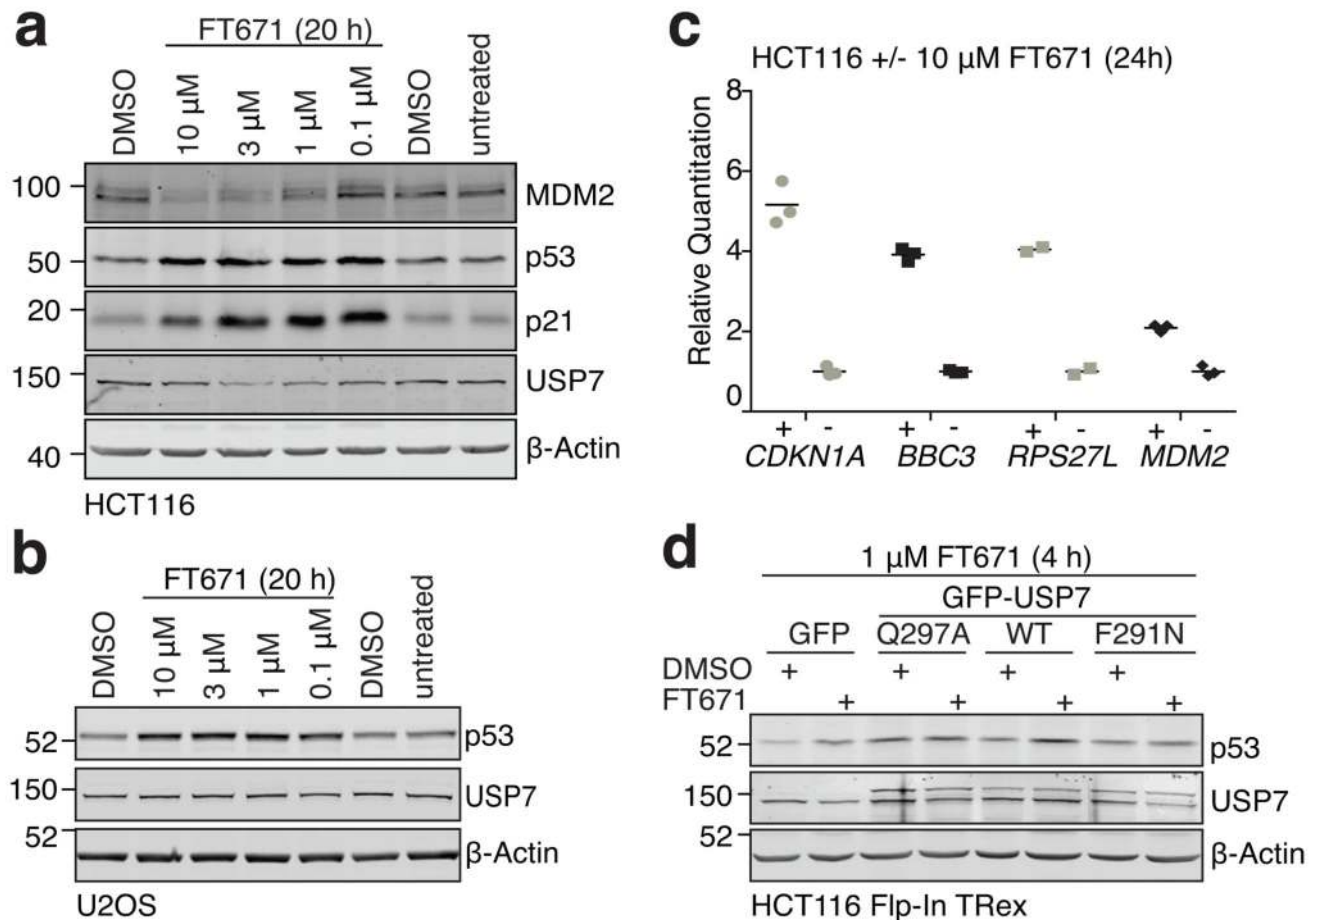 a
FT671 (20 h)
DMSO
10 µM
3 µM
1 µM
0.1 µM
DMSO
untreated
100
MDM2
50
p53
20
p21
150
USP7
40
β-Actin
HCT116
b
FT671 (20 h)
DMSO
10 µM
3 µM
1 µM
0.1 µM
DMSO
untreated
52
p53
150
USP7
52
β-Actin
U2OS
c
HCT116 +/- 10 µM FT671 (24h)
Relative Quantitation
8
6
4
2
0
+ - + - + - + -
CDKN1A BBC3 RPS27L MDM2
d
1 µM FT671 (4 h)
GFP-USP7
GFP Q297A WT F291N
DMSO + + + +
FT671 + + + +
52
p53
150
USP7
52
β-Actin
HCT116 Flp-In TRex